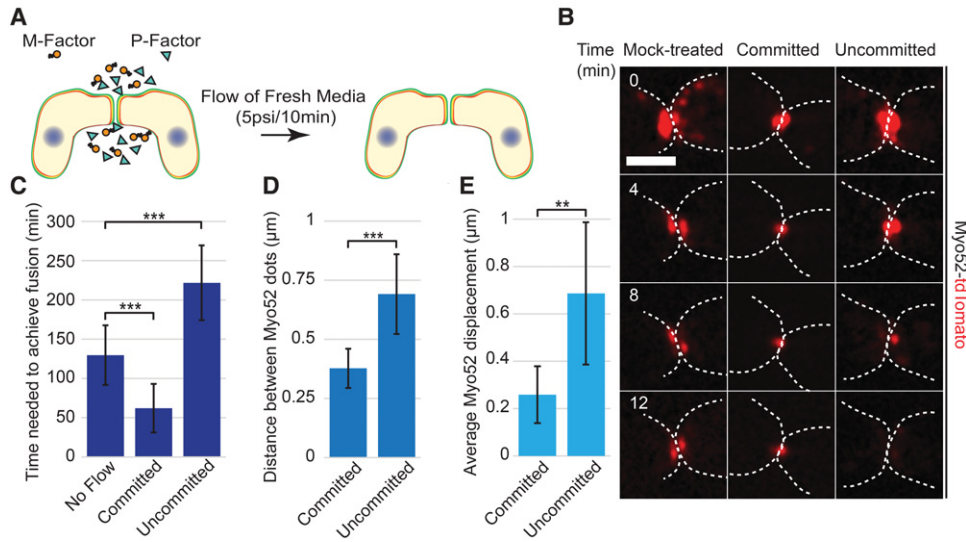 A
M-Factor
P-Factor
Flow of Fresh Media
(5psi/10min)
B
Time
(min)
Mock-treated
Committed
Uncommitted
0
4
8
12
Myo52-tdTomato
C
Time needed to achieve fusion (min)
300
250
200
150
100
50
0
***
***
No Flow
Committed
Uncommitted
D
Distance between Myo52 dots (μm)
1
0.75
0.5
0.25
0
***
Committed
Uncommitted
E
Average Myo52 displacement (μm)
1
0.8
0.6
0.4
0.2
0
**
Committed
Uncommitted